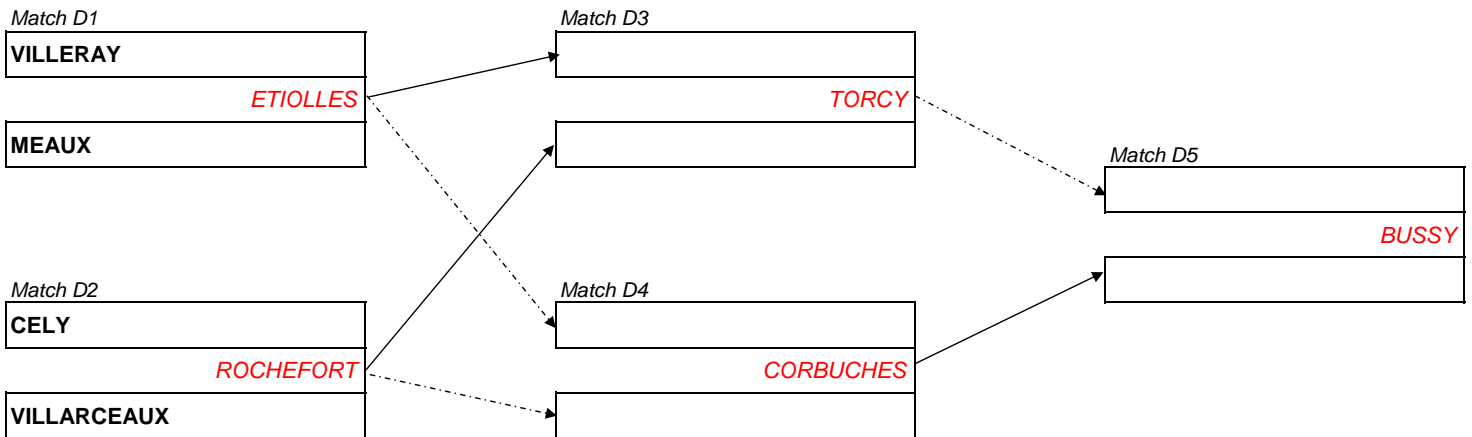 Match D1
VILLERAY
ETIOLLES
MEAUX
Match D2
CELY
ROCHEFORT
VILLARCEAUX
Match D3
TORCY
Match D4
CORBUCHES
Match D5
BUSSY